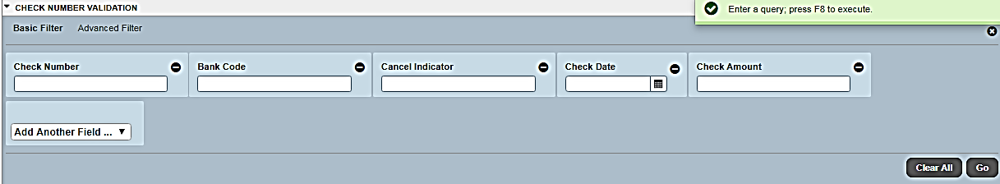 CHECK NUMBER VALIDATION
Enter a query; press F8 to execute.
Basic Filter Advanced Filter
Check Number Bank Code Cancel Indicator Check Date Check Amount
Add Another Field ...
Clear All Go